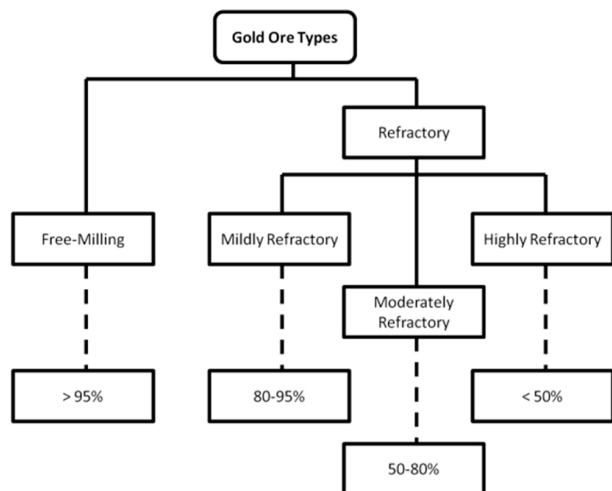 Gold Ore Types
Refractory
Free-Milling
Mildly Refractory
Highly Refractory
Moderately
Refractory
> 95%
80-95%
< 50%
50-80%